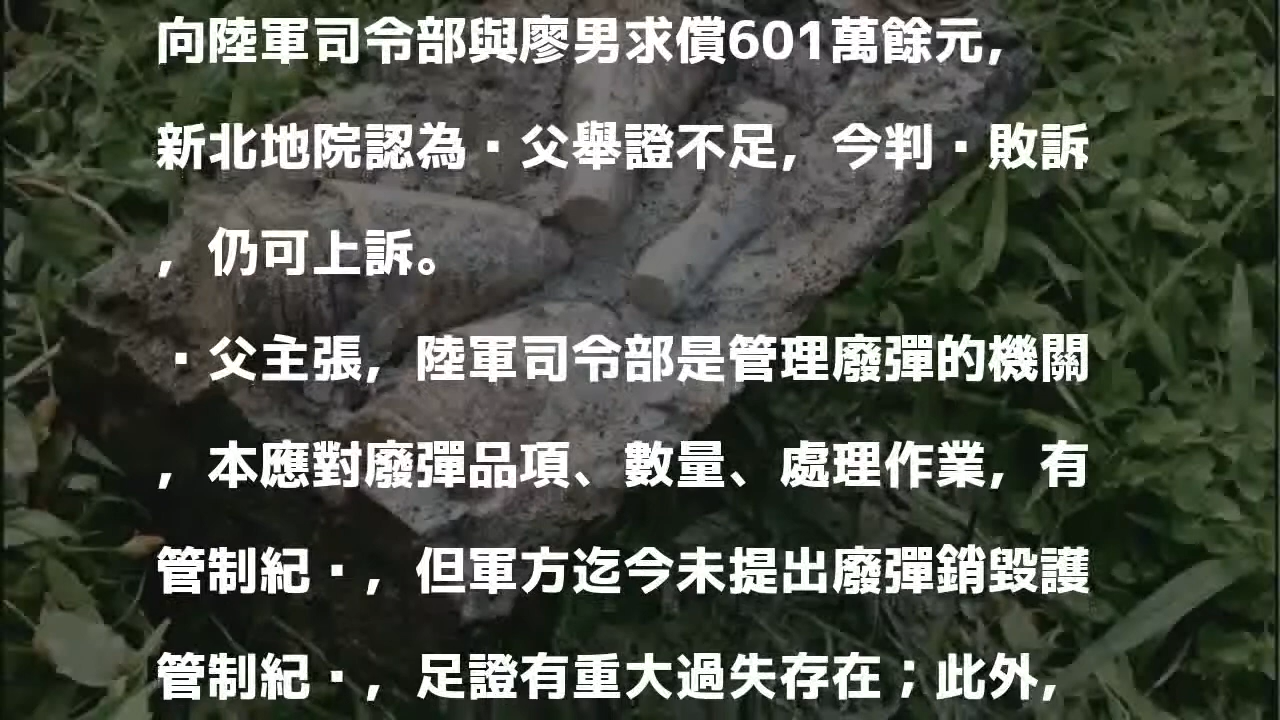 向陸軍司令部與廖男求償601萬餘元，
新北地院認為▪父舉證不足，今判▪敗訴
，仍可上訴。
▪父主張，陸軍司令部是管理廢彈的機關
，本應對廢彈品項、數量、處理作業，有
管制紀▪，但軍方迄今未提出廢彈銷毀護
管制紀▪，足證有重大過失存在；此外，